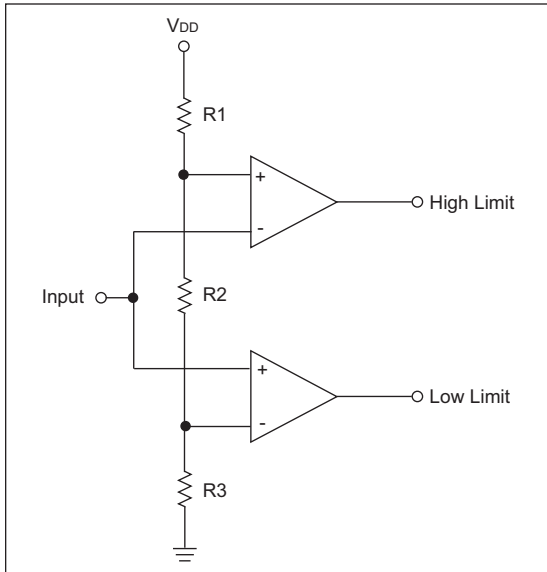 VDD
R1
+
-
High Limit
Input
R2
+
-
Low Limit
R3